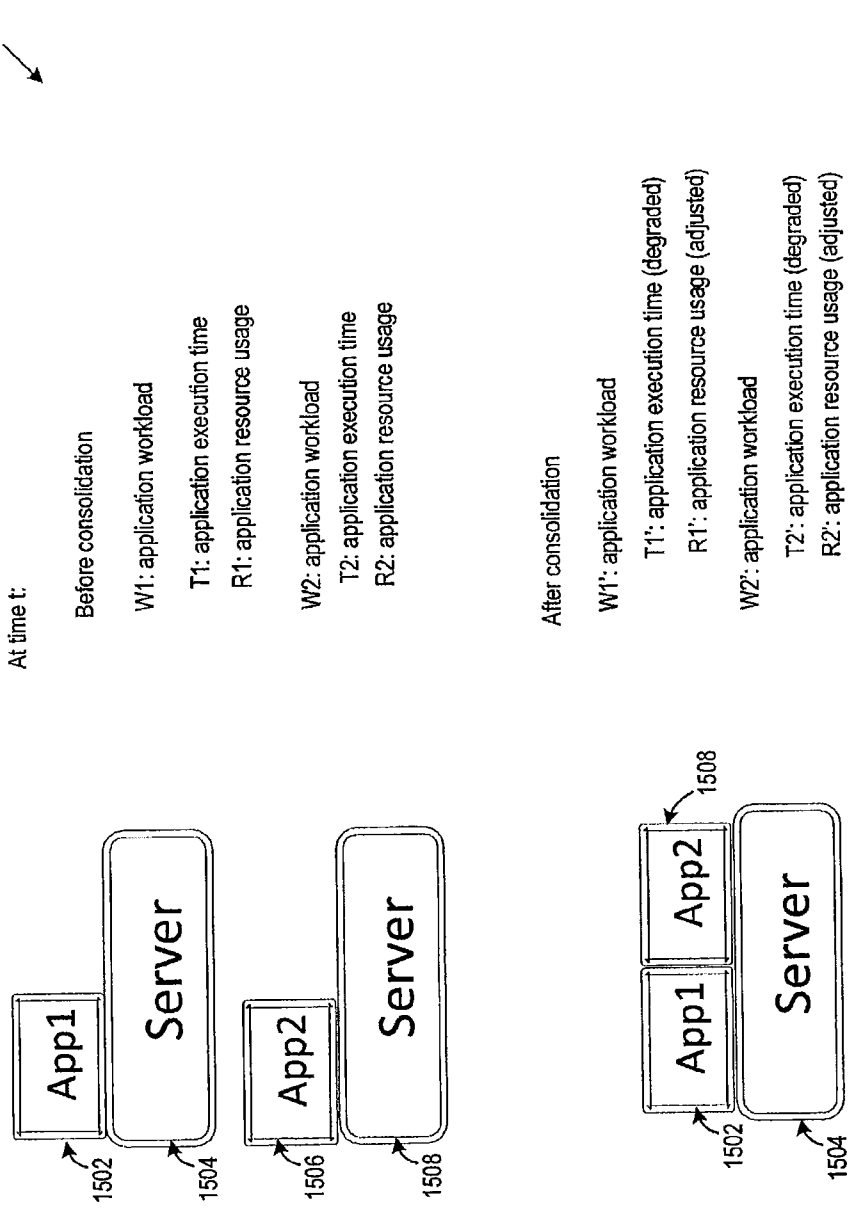 At time t:
Before consolidation
App1
1502
Server
1504
W1: application workload
T1: application execution time
R1: application resource usage
App2
1506
Server
1508
W2: application workload
T2: application execution time
R2: application resource usage
After consolidation
App1
1502
App2
1508
Server
1504
W1': application workload
T1': application execution time (degraded)
R1': application resource usage (adjusted)
W2': application workload
T2': application execution time (degraded)
R2': application resource usage (adjusted)